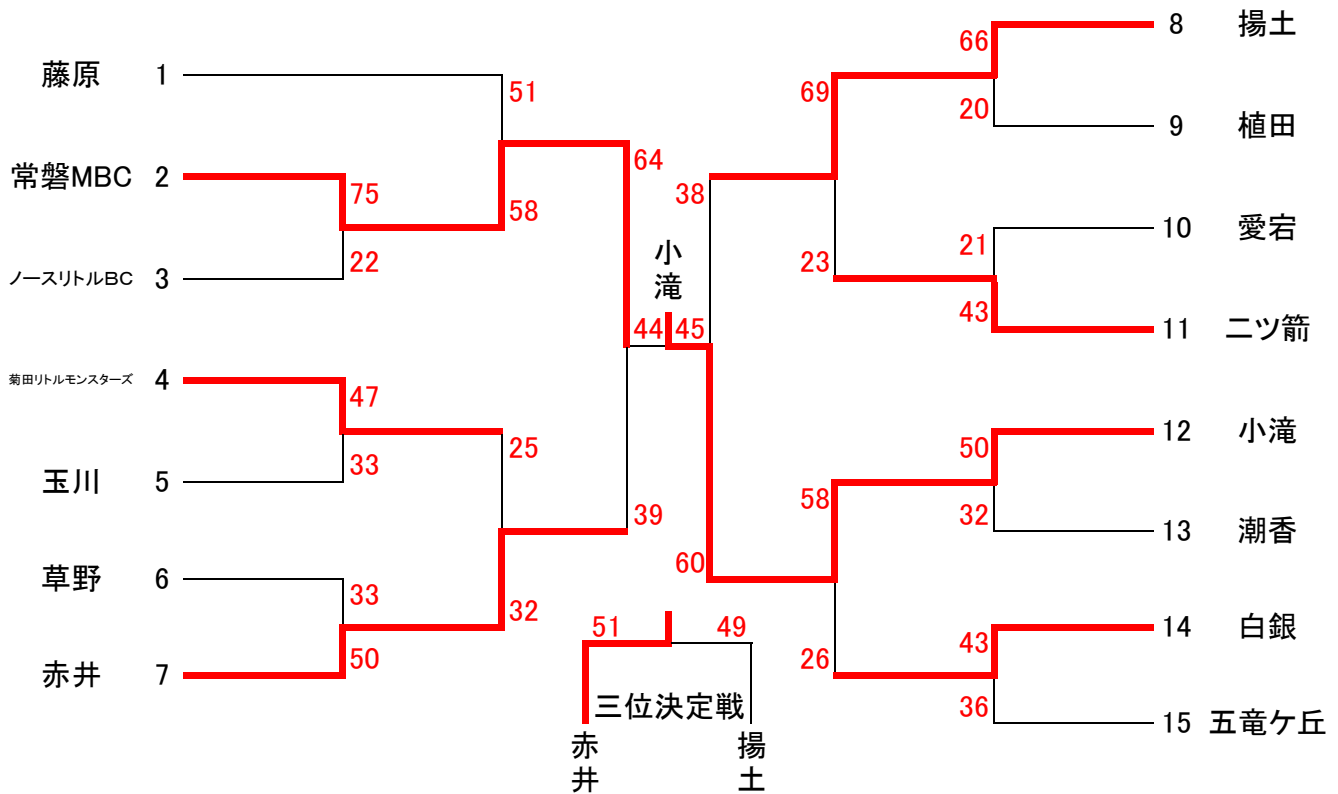 藤原 1
51
常磐MBC 2
75
58
22
ノースリトルBC 3
64
菊田リトルモンスターズ 4
47
25
33
玉川 5
39
草野 6
33
32
50
赤井 7
小滝
44 45
38
60
66
8 揚土
69
20
9 植田
21
10 愛宕
23
43
11 二ツ箭
50
12 小滝
58
32
13 潮香
43
14 白銀
26
36
15 五竜ケ丘
51 49
三位決定戦
赤井
揚土